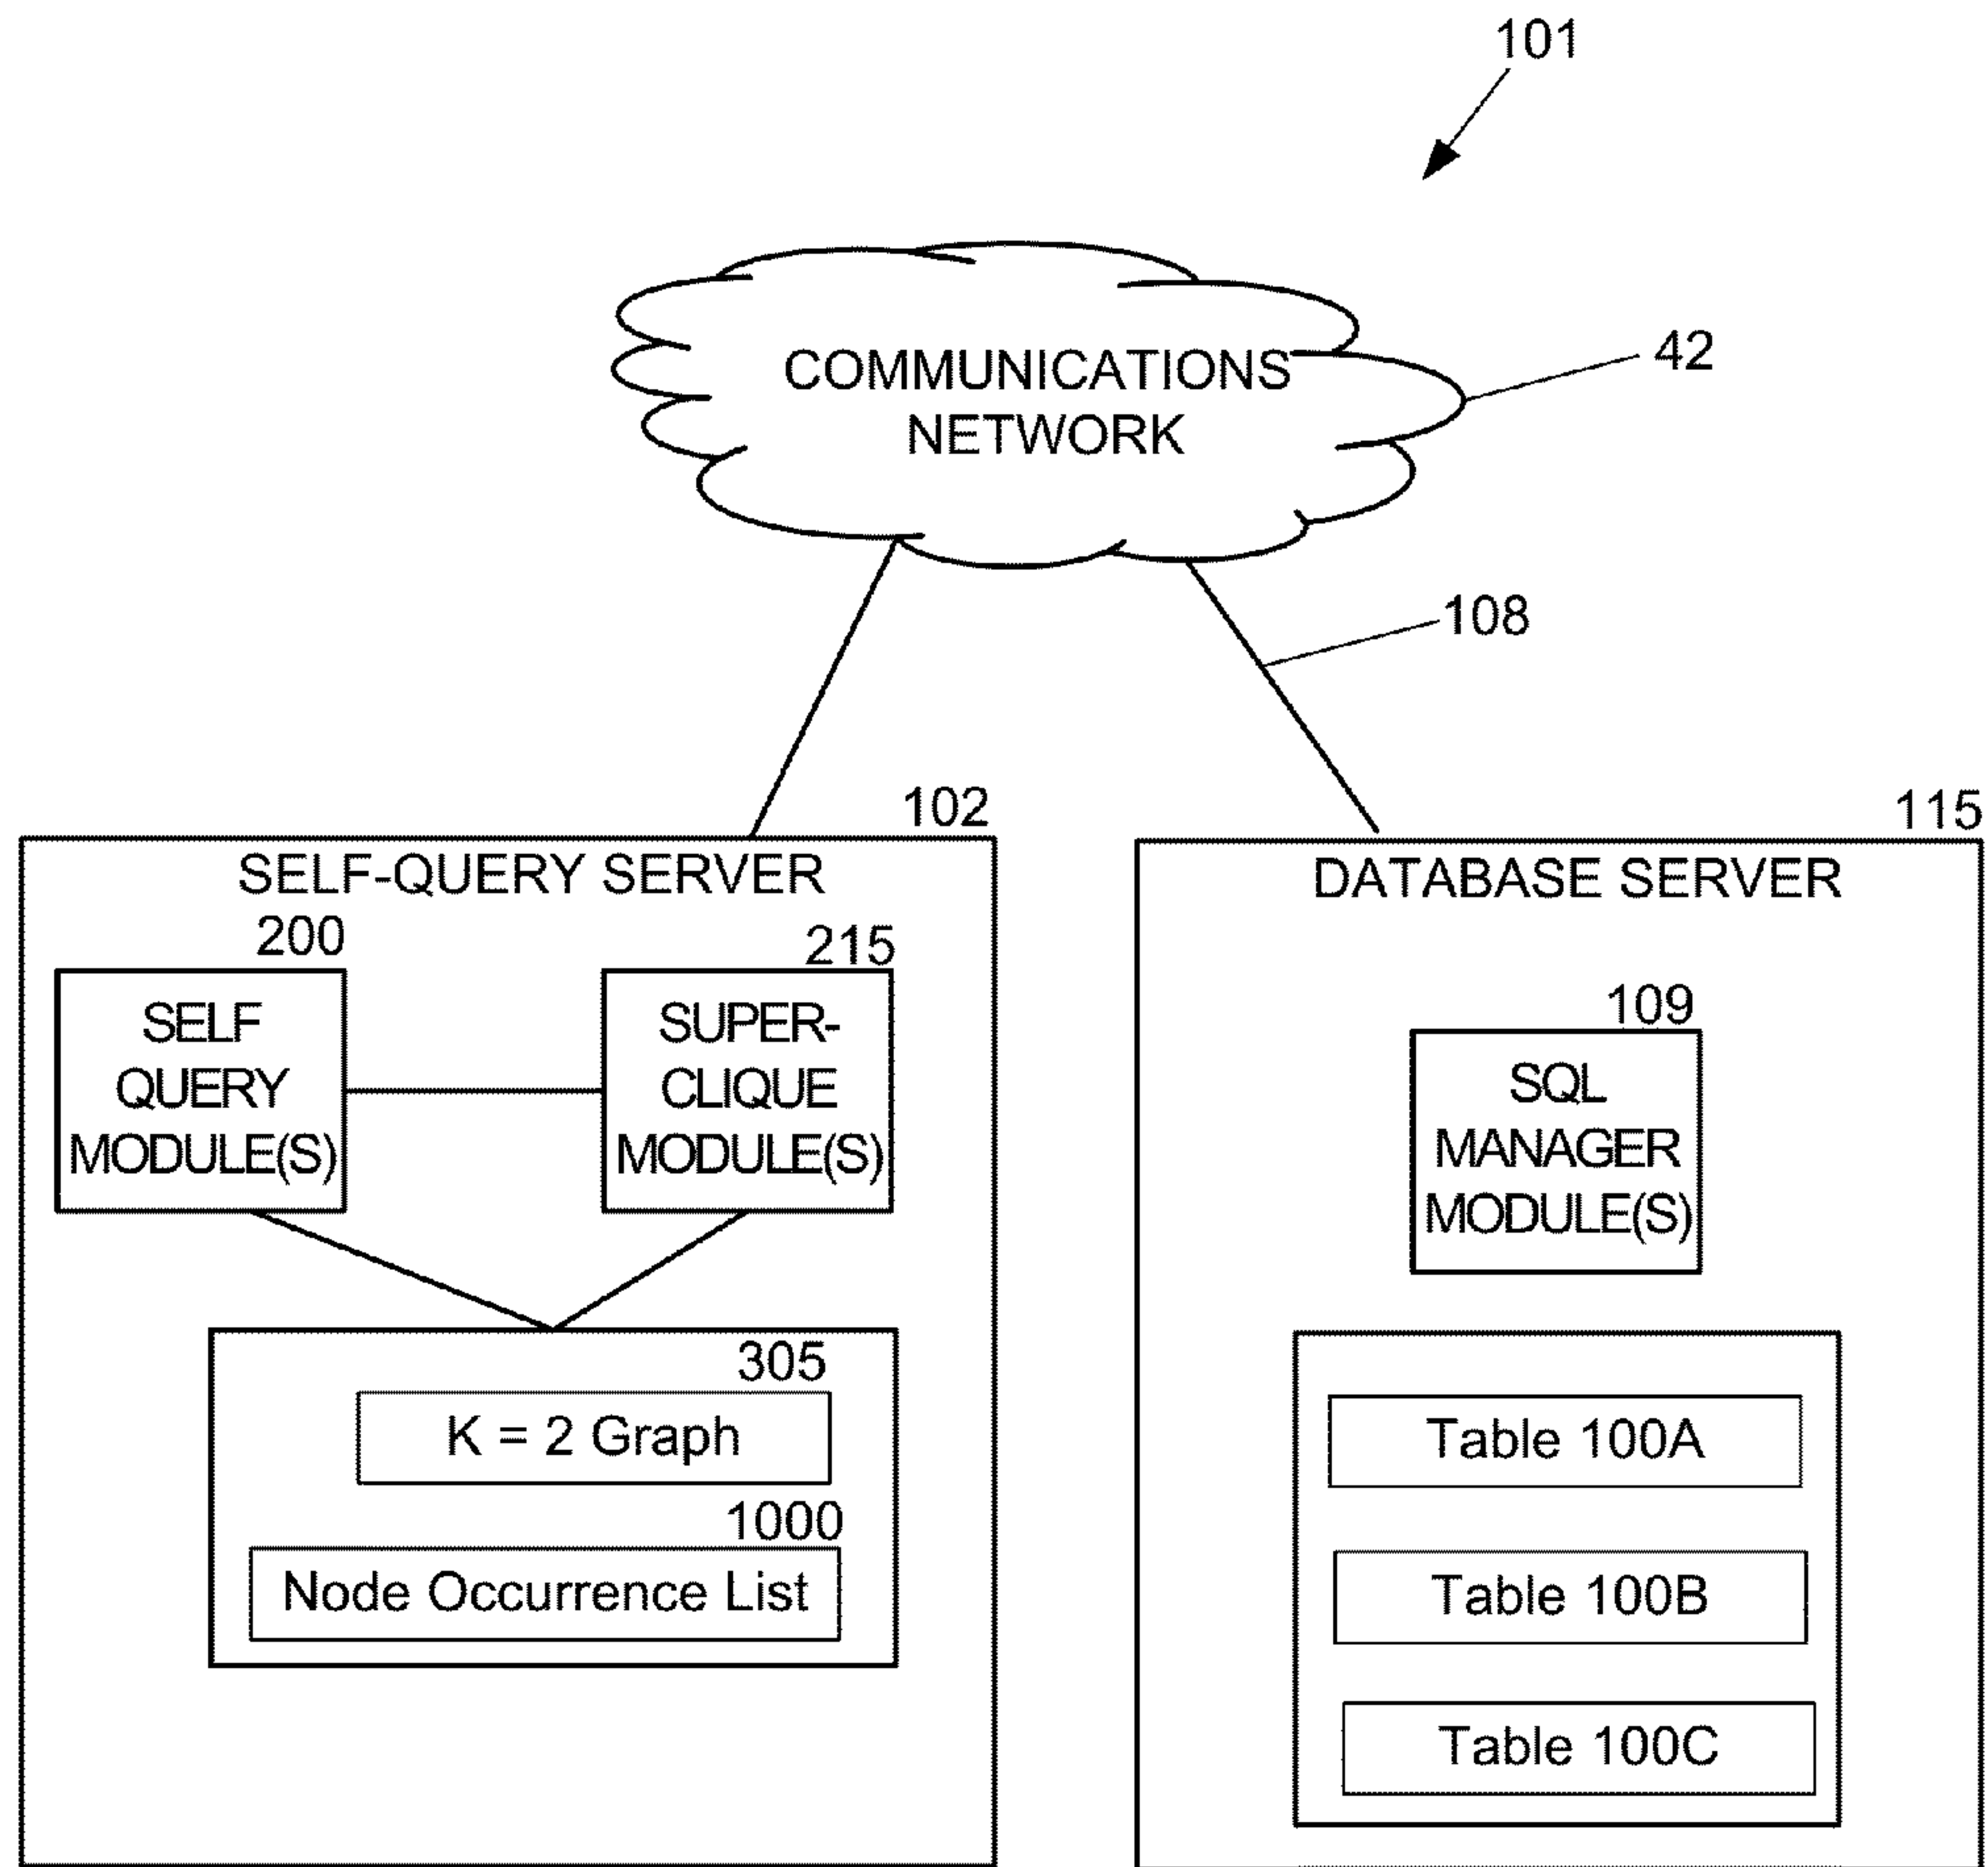 101
COMMUNICATIONS
NETWORK
42
108
102
SELF-QUERY SERVER
200
215
SELF
QUERY
MODULE(S)
SUPER-
CLIQUE
MODULE(S)
305
K = 2 Graph
1000
Node Occurrence List
115
DATABASE SERVER
109
SQL
MANAGER
MODULE(S)
Table 100A
Table 100B
Table 100C